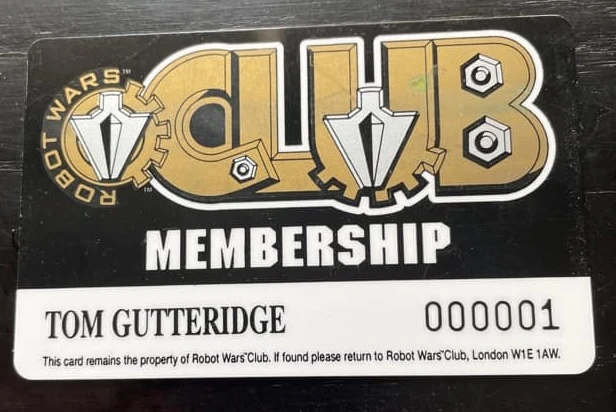 ROBOT WARS™
CLUB
™
MEMBERSHIP
TOM GUTTERIDGE 000001
This card remains the property of Robot Wars™Club. If found please return to Robot Wars™Club, London W1E 1AW.